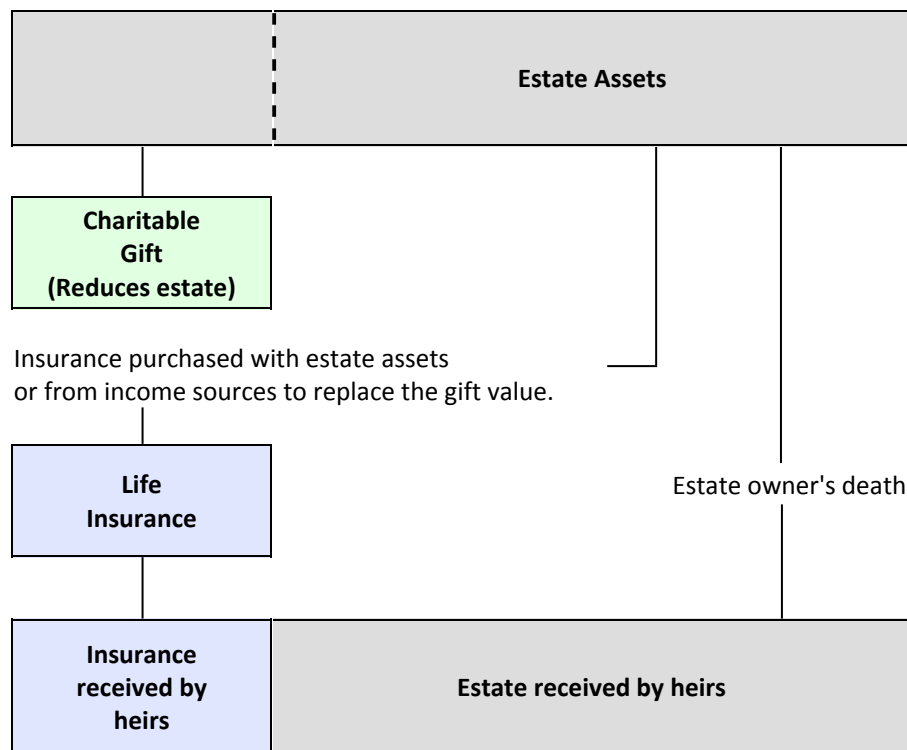 Estate Assets
Charitable
Gift
(Reduces estate)
Insurance purchased with estate assets
or from income sources to replace the gift value.
Life
Insurance
Estate owner's death
Insurance
received by
heirs
Estate received by heirs